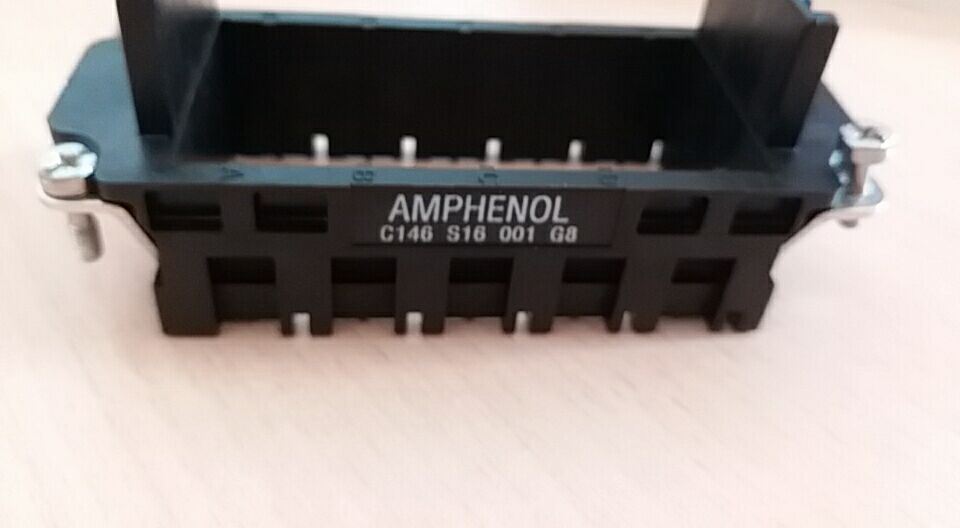 A B C D
AMPHENOL
C146 S16 001 G8